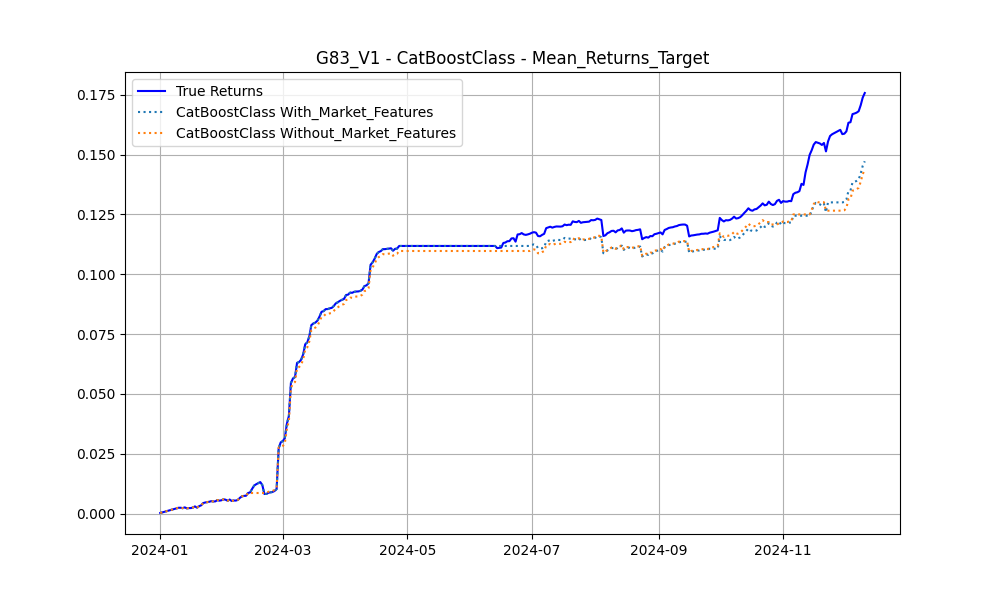 G83_V1 - CatBoostClass - Mean_Returns_Target
True Returns
CatBoostClass With_Market_Features
CatBoostClass Without_Market_Features
0.175
0.150
0.125
0.100
0.075
0.050
0.025
0.000
2024-01 2024-03 2024-05 2024-07 2024-09 2024-11